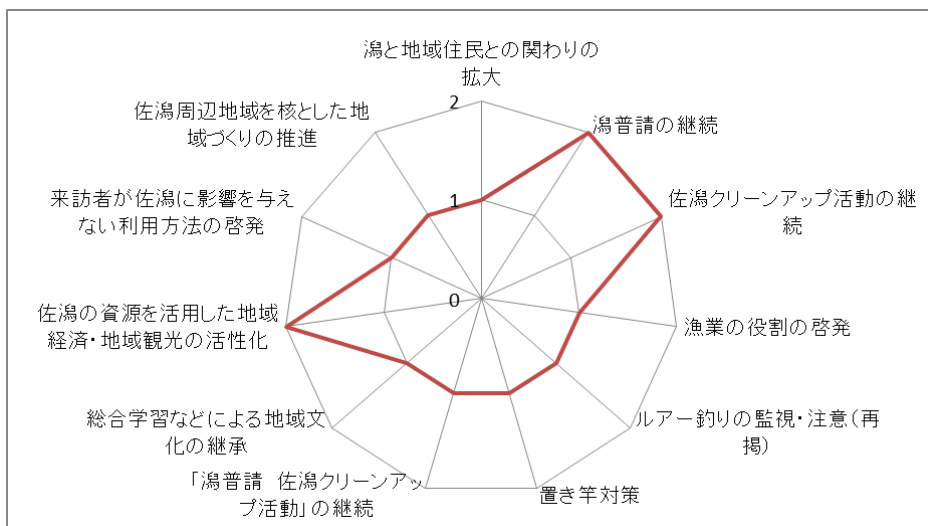 潟と地域住民との関わりの
拡大
潟普請の継続
佐潟クリーンアップ活動の継
続
漁業の役割の啓発
ルアー釣りの監視・注意(再
掲)
置き竿対策
「潟普請　佐潟クリーンアッ
プ活動」の継続
総合学習などによる地域文
化の継承
佐潟の資源を活用した地域
経済・地域観光の活性化
来訪者が佐潟に影響を与え
ない利用方法の啓発
佐潟周辺地域を核とした地
域づくりの推進
2
1
0